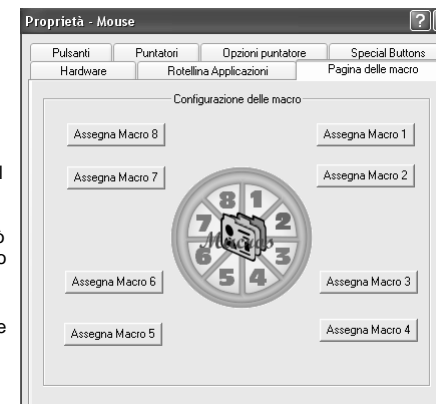 Proprietà - Mouse
?
Pulsanti Puntatori Opzioni puntatore Special Buttons
Hardware Rotellina Applicazioni Pagina delle macro
Configurazione delle macro
Assegna Macro 8 Assegna Macro 1
Assegna Macro 7 Assegna Macro 2
8 1
7 2
6 3
5 4
Assegna Macro 6 Assegna Macro 3
Assegna Macro 5 Assegna Macro 4
ò
o
e